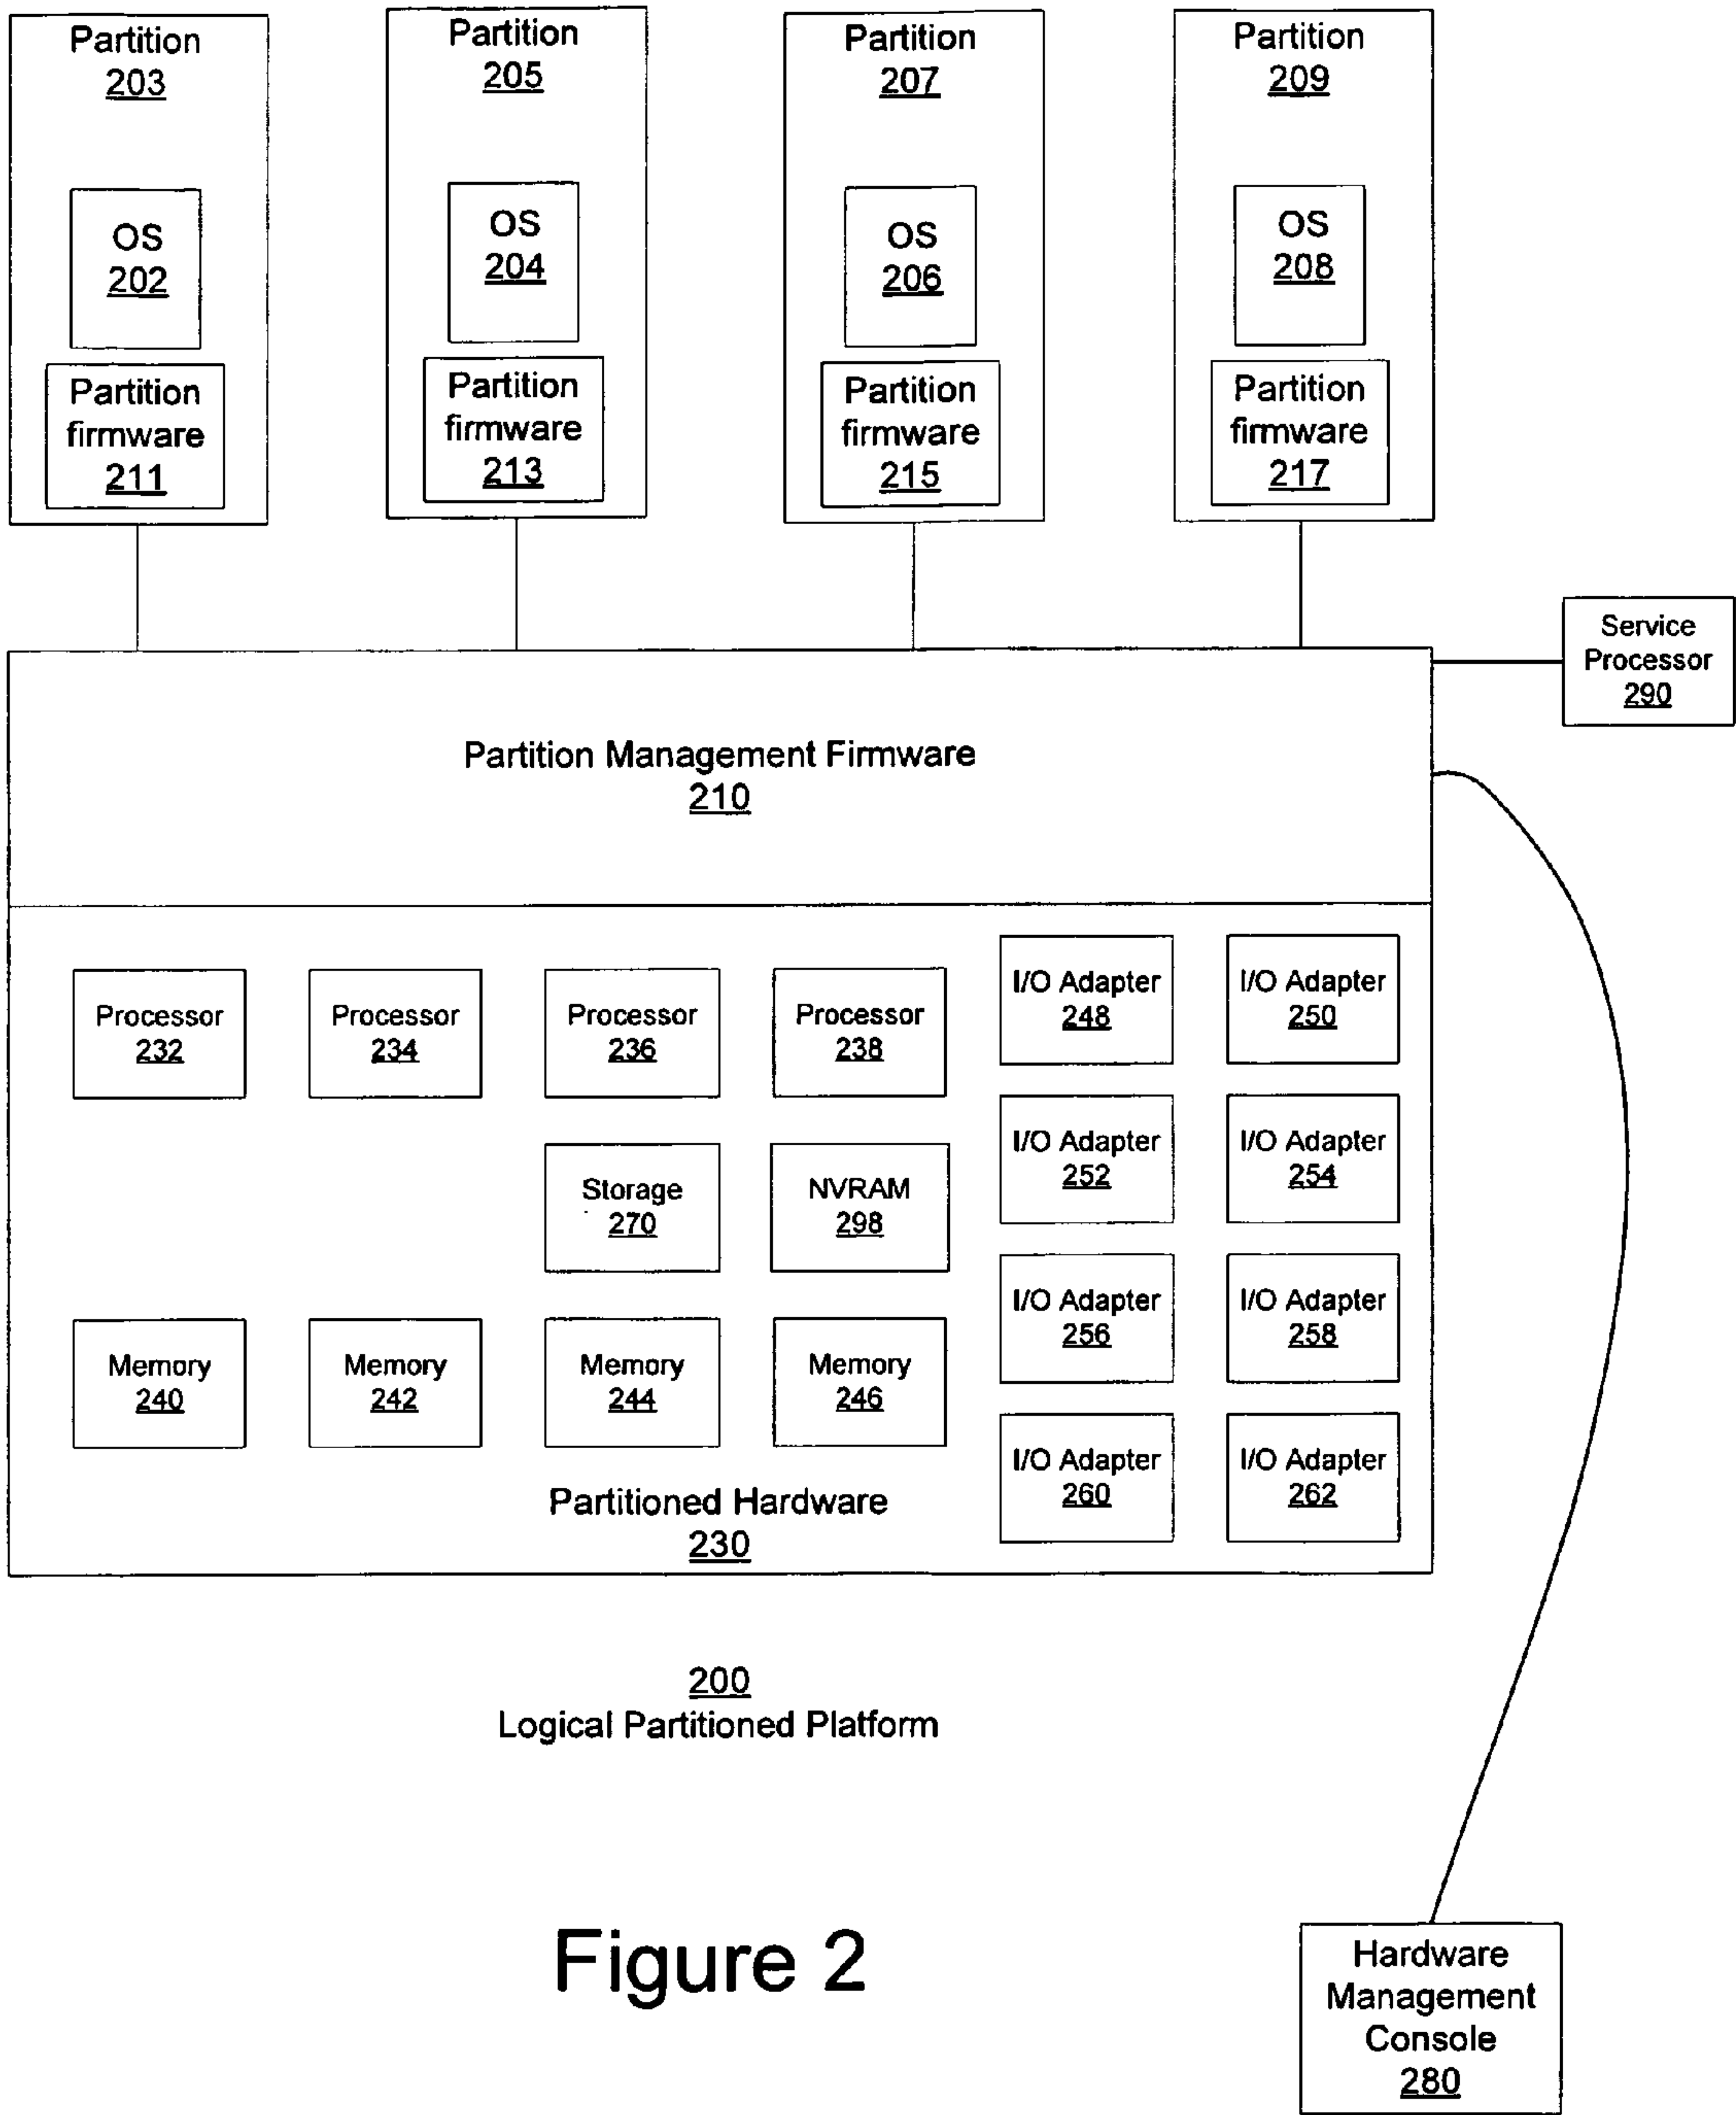 Partition
203
OS
202
Partition
firmware
211
Partition
205
OS
204
Partition
firmware
213
Partition
207
OS
206
Partition
firmware
215
Partition
209
OS
208
Partition
firmware
217
Service
Processor
290
Partition Management Firmware
210
Processor
232
Processor
234
Processor
236
Processor
238
Storage
270
NVRAM
298
Memory
240
Memory
242
Memory
244
Memory
246
I/O Adapter
248
I/O Adapter
250
I/O Adapter
252
I/O Adapter
254
I/O Adapter
256
I/O Adapter
258
I/O Adapter
260
I/O Adapter
262
Partitioned Hardware
230
200
Logical Partitioned Platform
Figure 2
Hardware
Management
Console
280